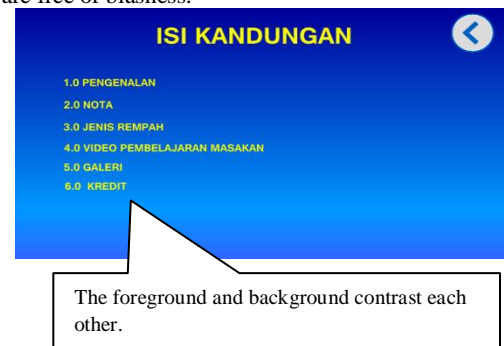 are free of biasness.
ISI KANDUNGAN
1.0 PENGENALAN
2.0 NOTA
3.0 JENIS REMPAH
4.0 VIDEO PEMBELAJARAN MASAKAN
5.0 GALERI
6.0 KREDIT
The foreground and background contrast each
other.